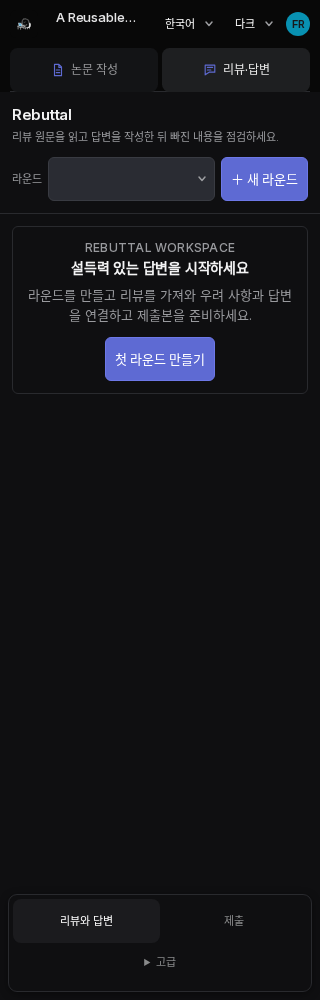 A Reusable…
한국어
다크
FR
논문 작성
리뷰·답변
Rebuttal
리뷰 원문을 읽고 답변을 작성한 뒤 빠진 내용을 점검하세요.
라운드
+ 새 라운드
REBUTTAL WORKSPACE
설득력 있는 답변을 시작하세요
라운드를 만들고 리뷰를 가져와 우려 사항과 답변
을 연결하고 제출본을 준비하세요.
첫 라운드 만들기
리뷰와 답변
제출
▶ 고급